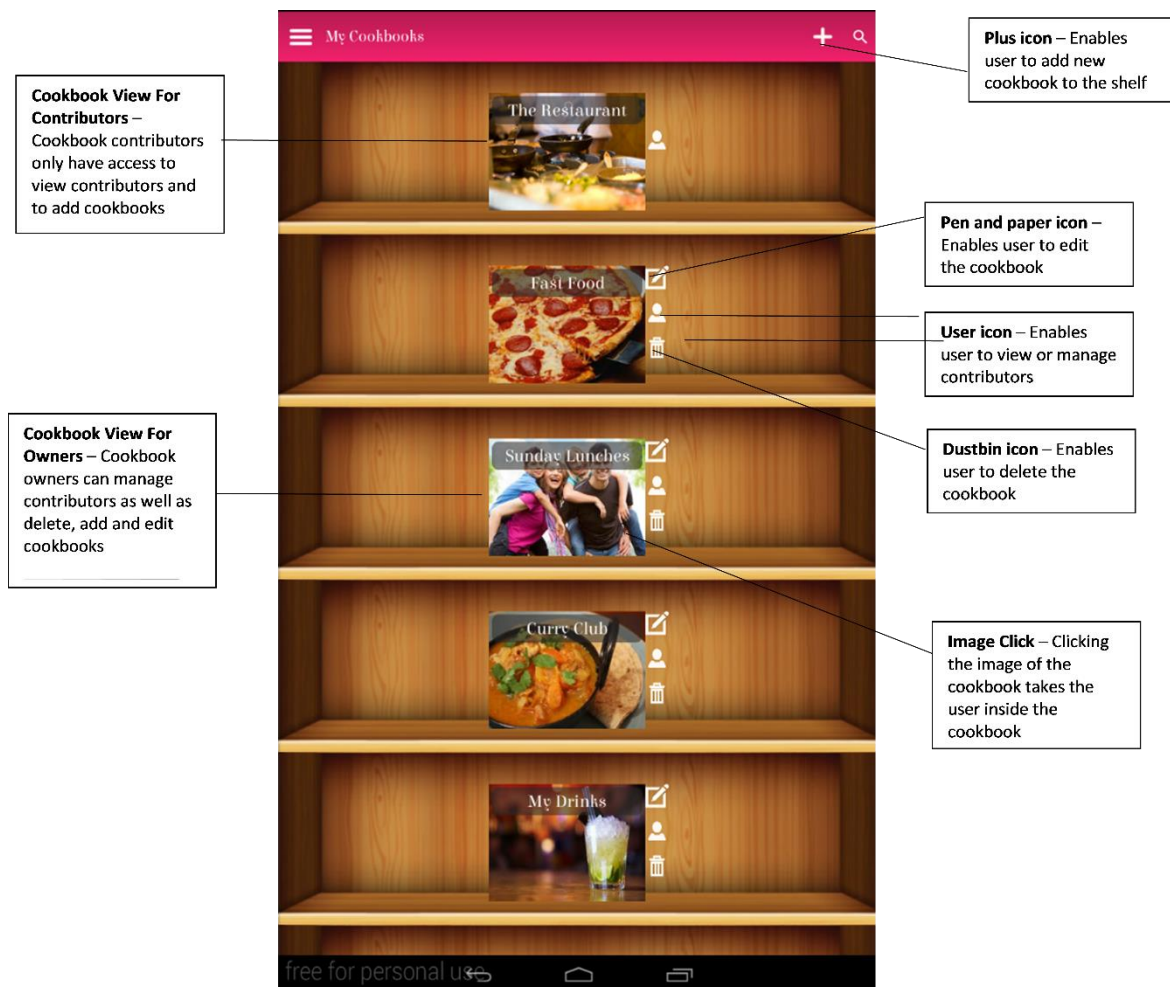 My Cookbooks
Plus icon – Enables
user to add new
cookbook to the shelf
Cookbook View For
Contributors –
Cookbook contributors
only have access to
view contributors and
to add cookbooks
The Restaurant
Pen and paper icon –
Enables user to edit
the cookbook
Fast Food
User icon – Enables
user to view or manage
contributors
Cookbook View For
Owners – Cookbook
owners can manage
contributors as well as
delete, add and edit
cookbooks
Sunday Lunches
Dustbin icon – Enables
user to delete the
cookbook
Curry Club
Image Click – Clicking
the image of the
cookbook takes the
user inside the
cookbook
My Drinks
free for personal use